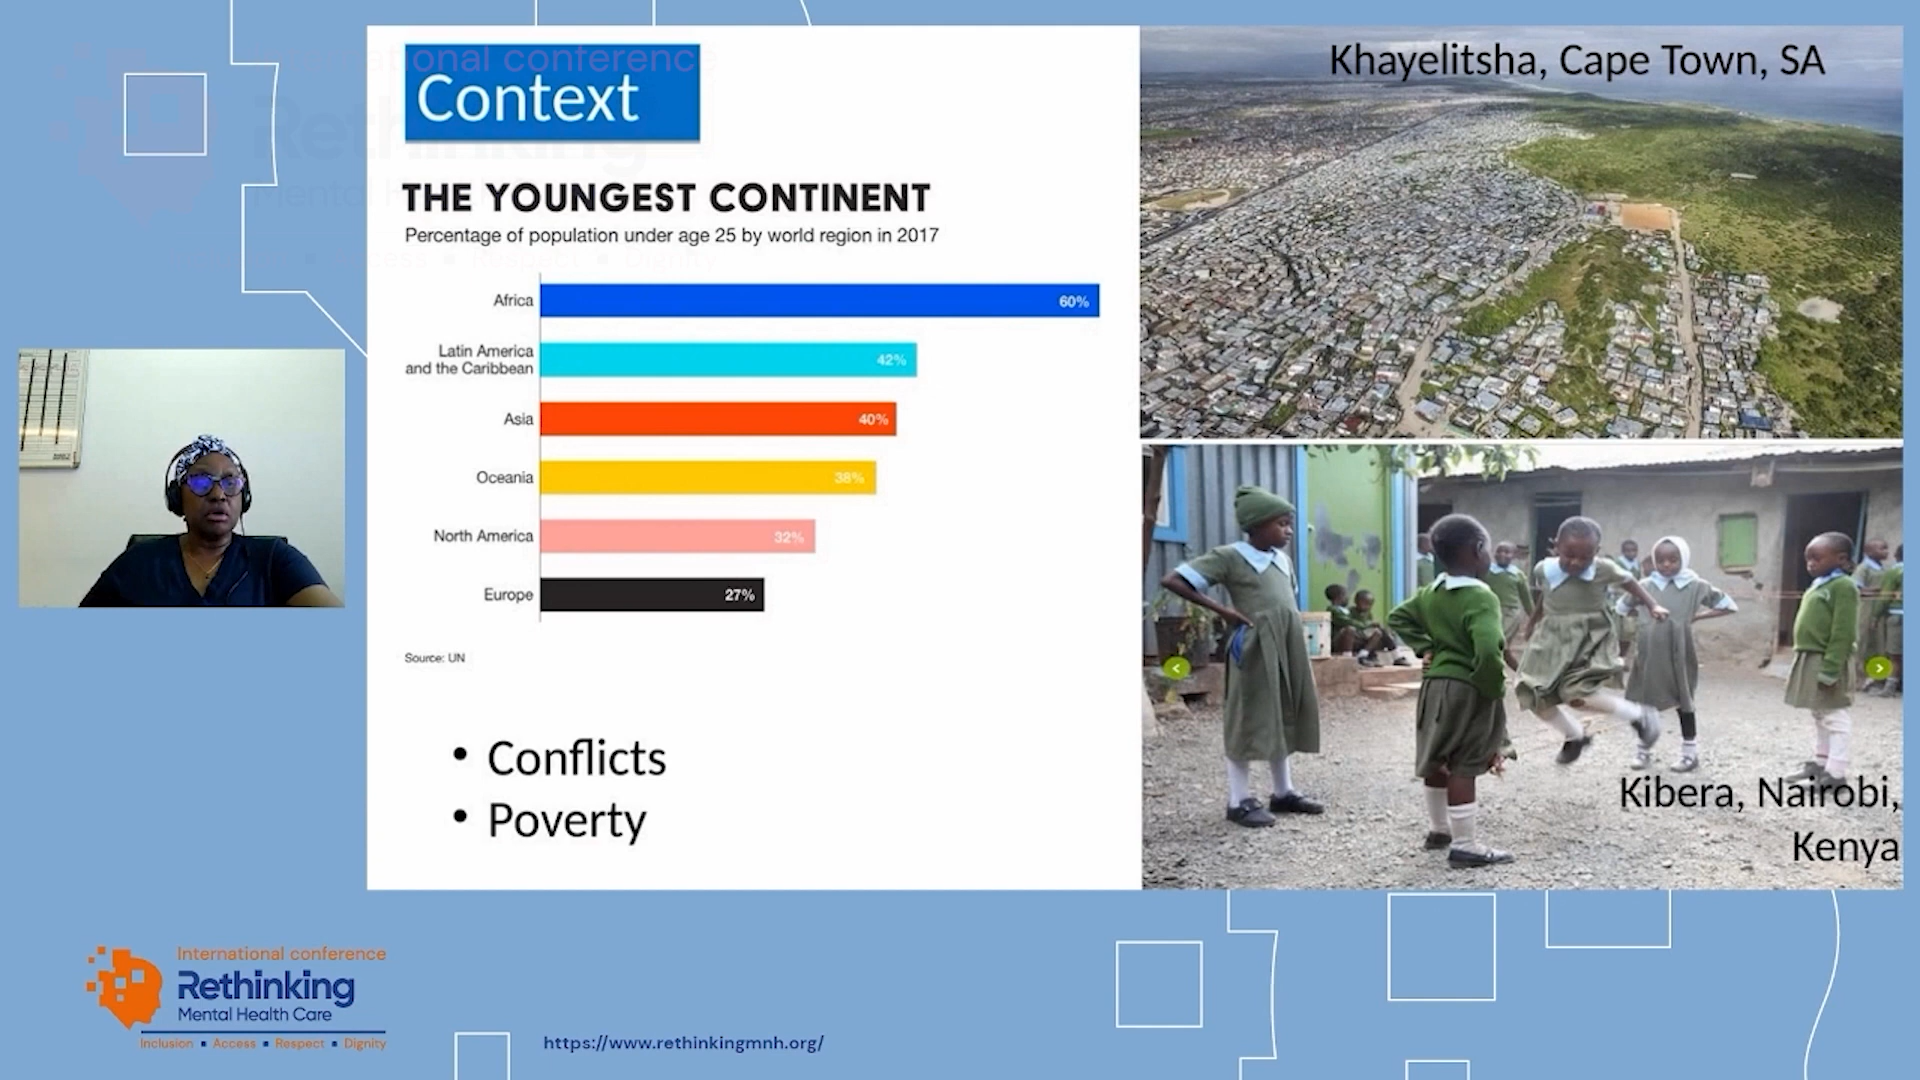 Context
THE YOUNGEST CONTINENT
Percentage of population under age 25 by world region in 2017
Africa
60%
Latin America
and the Caribbean
42%
Asia
40%
Oceania
38%
North America
32%
Europe
27%
Source: UN
• Conflicts
• Poverty
Khayelitsha, Cape Town, SA
Kibera, Nairobi,
Kenya
International conference
Rethinking
Mental Health Care
Inclusion ▪ Access ▪ Respect ▪ Dignity
https://www.rethinkingmnh.org/